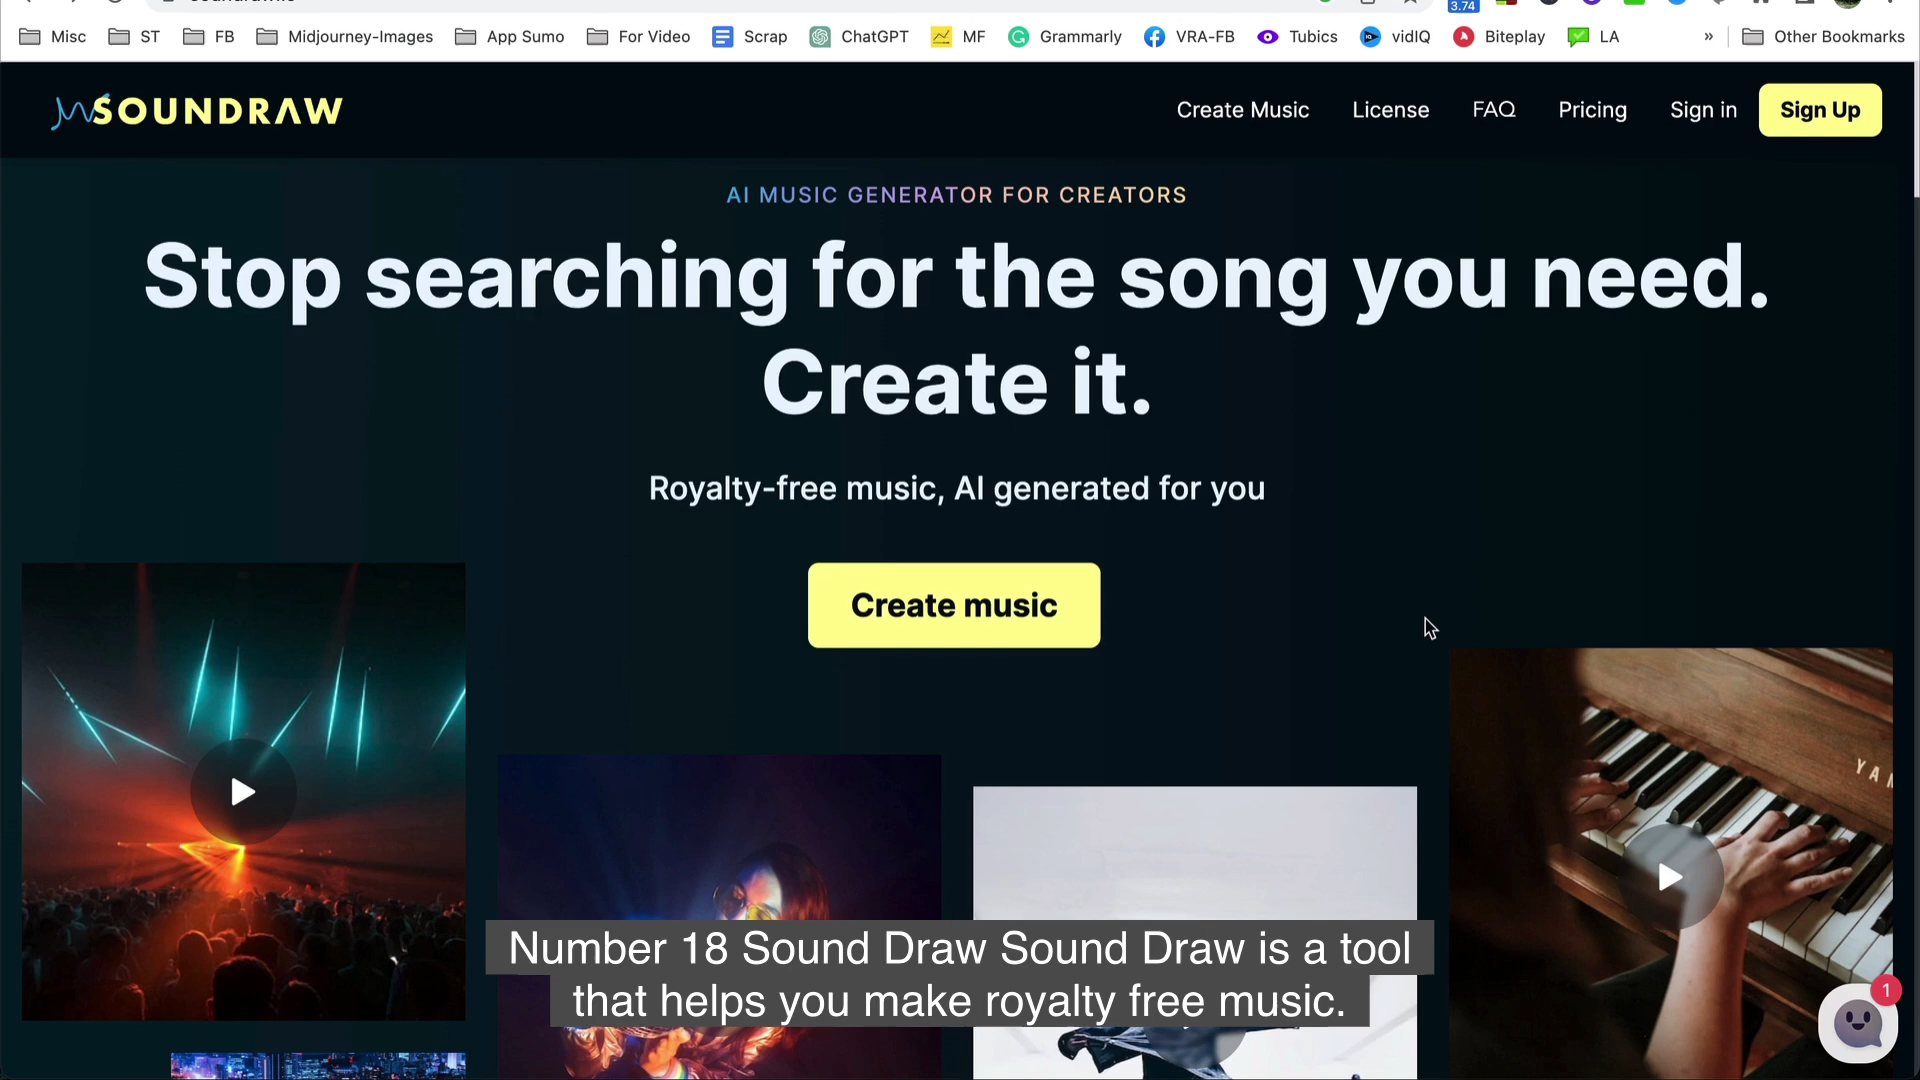 3.74
Misc ST FB Midjourney-Images App Sumo For Video Scrap ChatGPT MF Grammarly VRA-FB Tubics vidIQ Biteplay LA » Other Bookmarks
SOUNDRAW Create Music License FAQ Pricing Sign in Sign Up
AI MUSIC GENERATOR FOR CREATORS
Stop searching for the song you need.
Create it.
Royalty-free music, AI generated for you
Create music
Number 18 Sound Draw Sound Draw is a tool
that helps you make royalty free music.
1